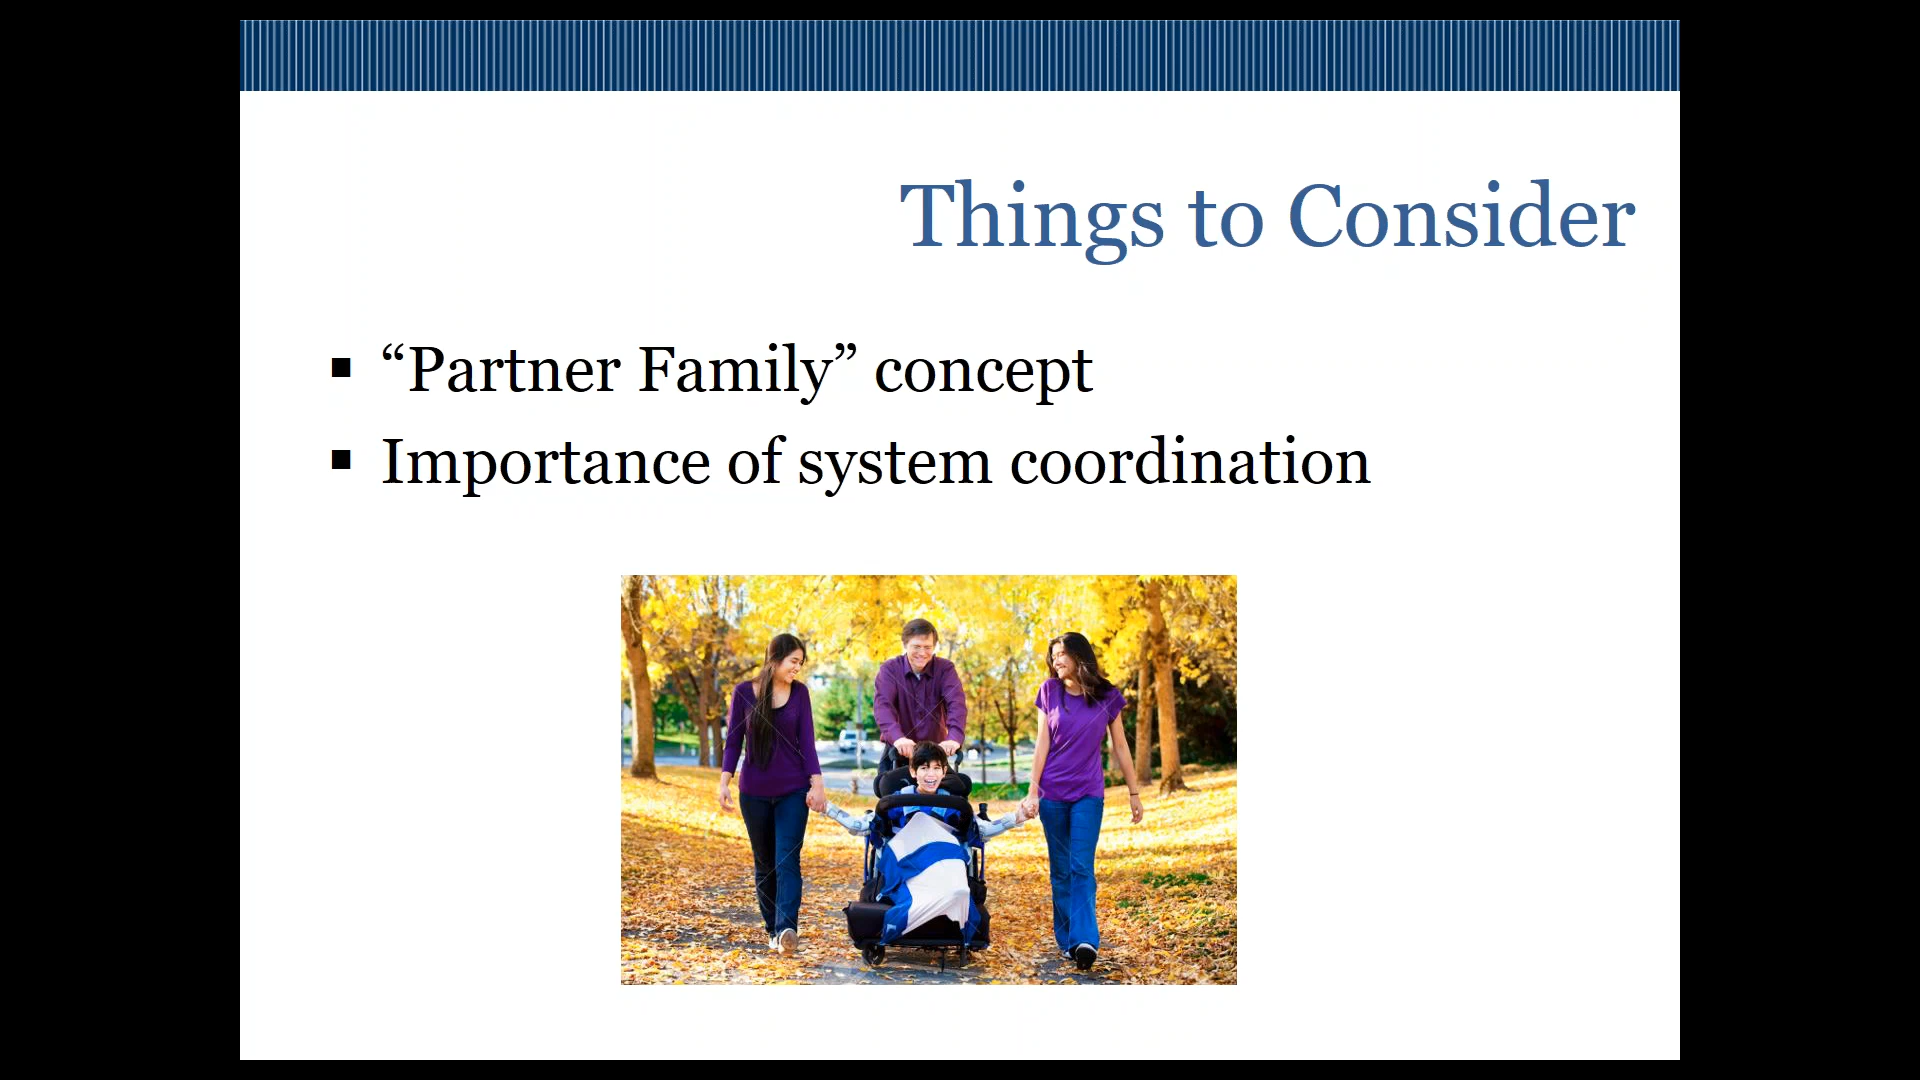 Things to Consider
▪ “Partner Family” concept
▪ Importance of system coordination